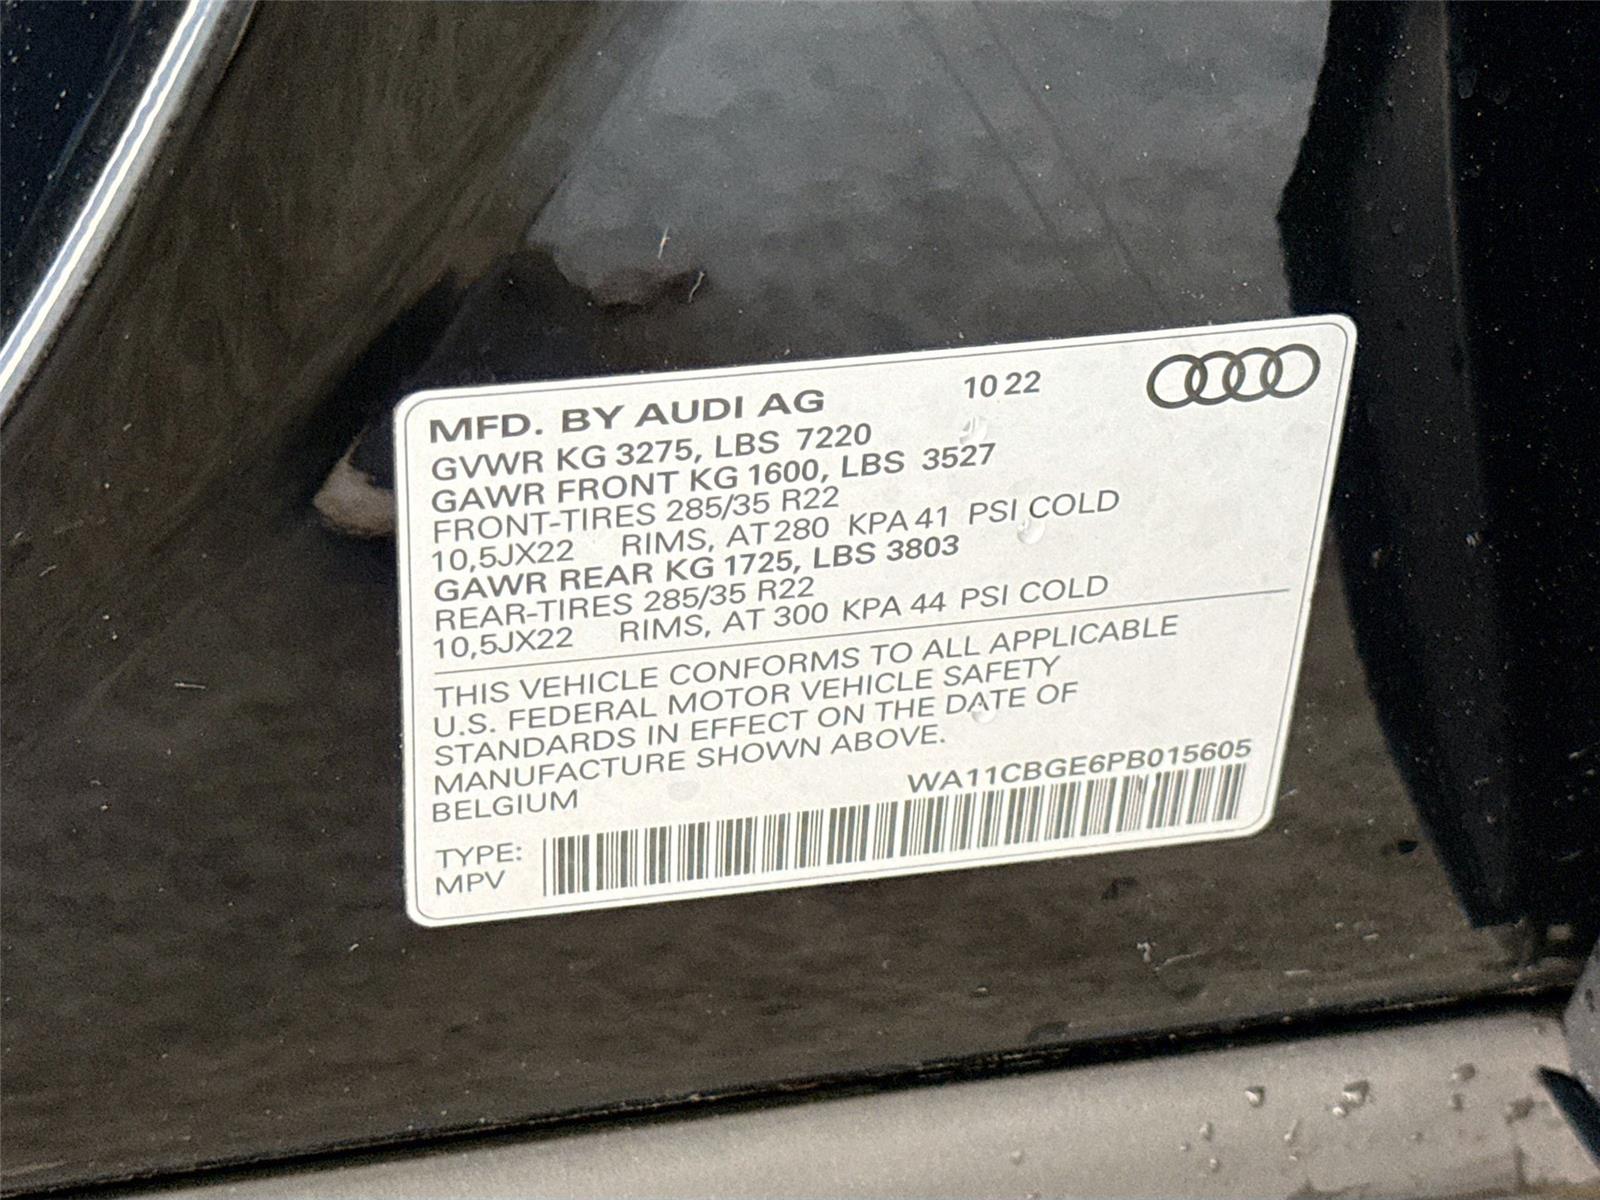 MFD. BY AUDI AG 10 22
GVWR KG 3275, LBS 7220
GAWR FRONT KG 1600, LBS 3527
FRONT-TIRES 285/35 R22
10,5JX22 RIMS, AT 280 KPA 41 PSI COLD
GAWR REAR KG 1725, LBS 3803
REAR-TIRES 285/35 R22
10,5JX22 RIMS, AT 300 KPA 44 PSI COLD
THIS VEHICLE CONFORMS TO ALL APPLICABLE
U.S. FEDERAL MOTOR VEHICLE SAFETY
STANDARDS IN EFFECT ON THE DATE OF
MANUFACTURE SHOWN ABOVE.
BELGIUM WA11CBGE6PB015605
TYPE:
MPV